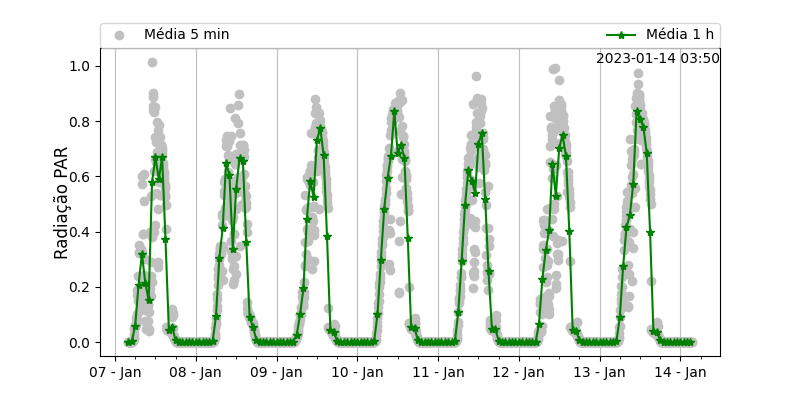 Média 5 min
Média 1 h
2023-01-14 03:50
Radiação PAR
1.0
0.8
0.6
0.4
0.2
0.0
07 - Jan
08 - Jan
09 - Jan
10 - Jan
11 - Jan
12 - Jan
13 - Jan
14 - Jan